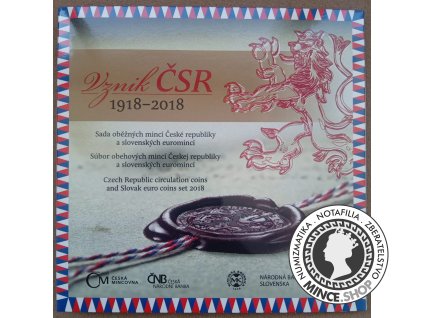 Vznik ČSR
1918–2018
Sada oběžných mincí České republiky
a slovenských euromincí
Súbor obehových mincí Českej republiky
a slovenských euromincí
Czech Republic circulation coins
and Slovak euro coins set 2018
ČM ČESKÁ
MINCOVNA
ČNB ČESKÁ
NÁRODNÍ BANKA
NÁRODNÁ BA
SLOVENSKA
NUMIZMATIKA NOTAFILIA ZBERATEĽSTVO
MINCE.SHOP